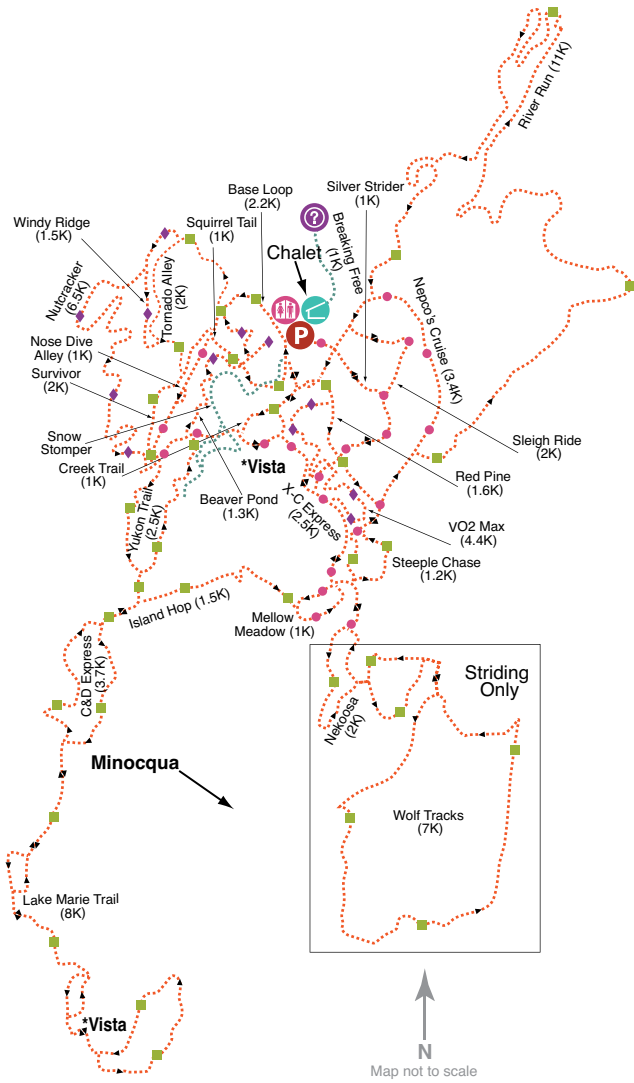 River Run (11K)
Base Loop
(2.2K)
Silver Strider
(1K)
Windy Ridge
(1.5K)
Squirrel Tail
(1K)
?
Breaking Free
(1K)
Chalet
Nutcracker
(6.5K)
Tornado Alley
(2K)
Nepco's Cruise (3.4K)
P
Nose Dive
Alley (1K)
Survivor
(2K)
Snow
Stomper
Creek Trail
(1K)
*Vista
Sleigh Ride
(2K)
Red Pine
(1.6K)
Beaver Pond
(1.3K)
X-C Express
(2.5K)
Yukon Trail
(2.5K)
VO2 Max
(4.4K)
Steeple Chase
(1.2K)
Island Hop (1.5K)
Mellow
Meadow (1K)
C&D Express
(3.7K)
Striding
Only
Nekoosa
(2K)
Minocqua
Wolf Tracks
(7K)
Lake Marie Trail
(8K)
*Vista
N
Map not to scale